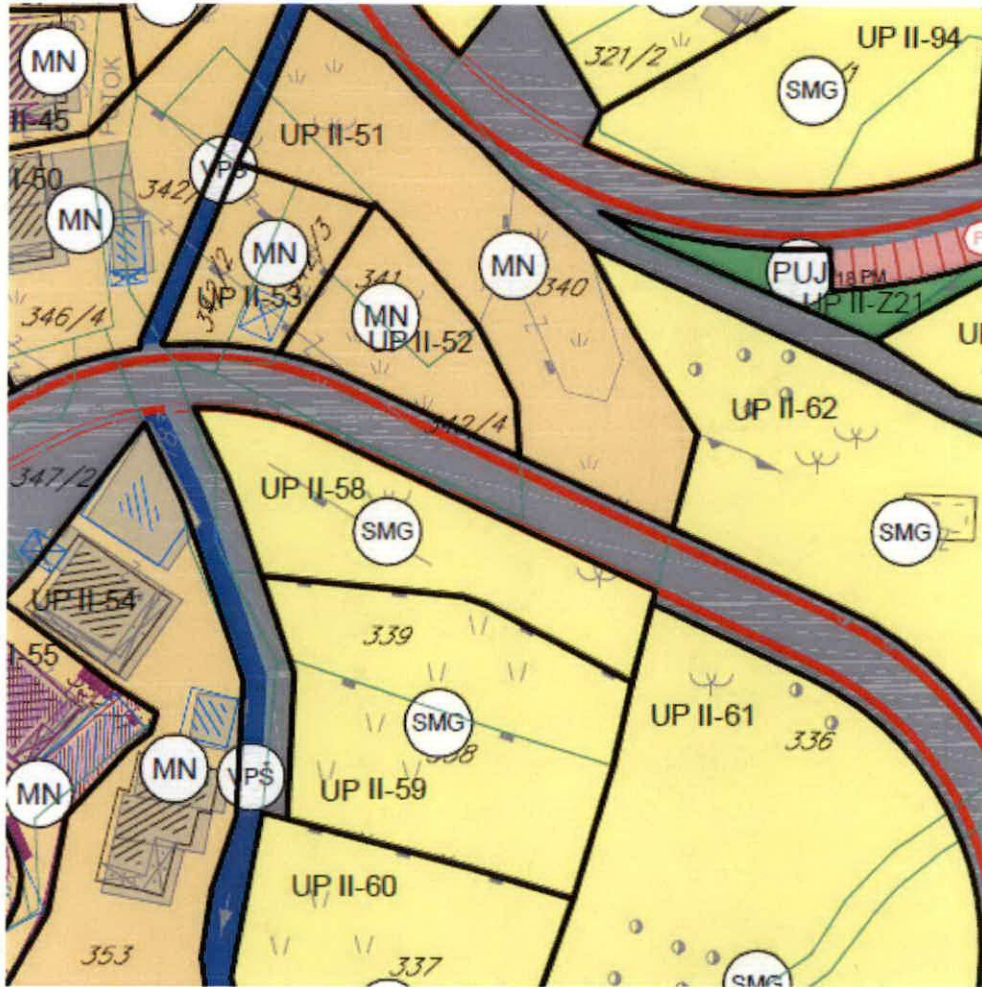 UP II-94
MN
321/2
SMG
POTOK
II-45
UP II-51
VPŠ
I-50
342/
MN
MN
341
MN
340
PUJ
18 PM
UP II-53
UP II-Z21
346/4
MN
UP II-52
UP II-62
342/4
347/2
UP II-58
SMG
SMG
UP II-54
339
I-55
UP II-61
SMG
336
MN
VPŠ
MN
UP II-59
UP II-60
353
337
SMG